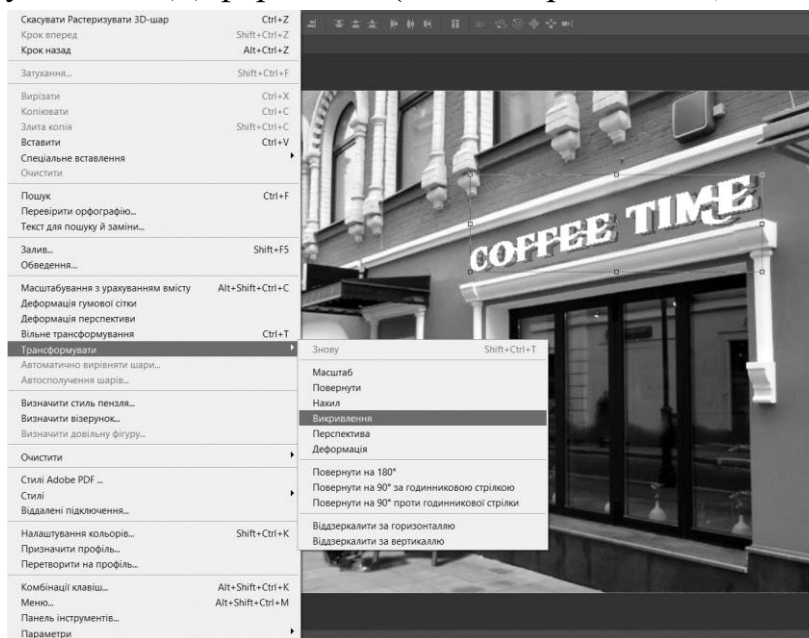 Скасувати Растеризувати 3D-шар Ctrl+Z
Крок вперед Shift+Ctrl+Z
Крок назад Alt+Ctrl+Z
Затухання... Shift+Ctrl+F
Вирізати Ctrl+X
Копіювати Ctrl+C
Злита копія Shift+Ctrl+C
Вставити Ctrl+V
Спеціальне вставлення
Очистити
Пошук Ctrl+F
Перевірити орфографію...
Текст для пошуку й заміни...
Залив... Shift+F5
Обведення...
Масштабування з урахуванням вмісту Alt+Shift+Ctrl+C
Деформація гумової сітки
Деформація перспективи
Вільне трансформування Ctrl+T
Трансформувати
Автоматично вирівняти шари...
Автосполучення шарів...
Визначити стиль пензля...
Визначити візерунок...
Визначити довільну фігуру...
Очистити
Стилі Adobe PDF ...
Стилі
Віддалені підключення...
Налаштування кольорів... Shift+Ctrl+K
Призначити профіль...
Перетворити на профіль...
Комбінації клавіш... Alt+Shift+Ctrl+K
Меню... Alt+Shift+Ctrl+M
Панель інструментів...
Параметри
Знову Shift+Ctrl+T
Масштаб
Повернути
Нахил
Викривлення
Перспектива
Деформація
Повернути на 180°
Повернути на 90° за годинниковою стрілкою
Повернути на 90° проти годинникової стрілки
Віддзеркалити за горизонталлю
Віддзеркалити за вертикаллю
COFFEE TIME